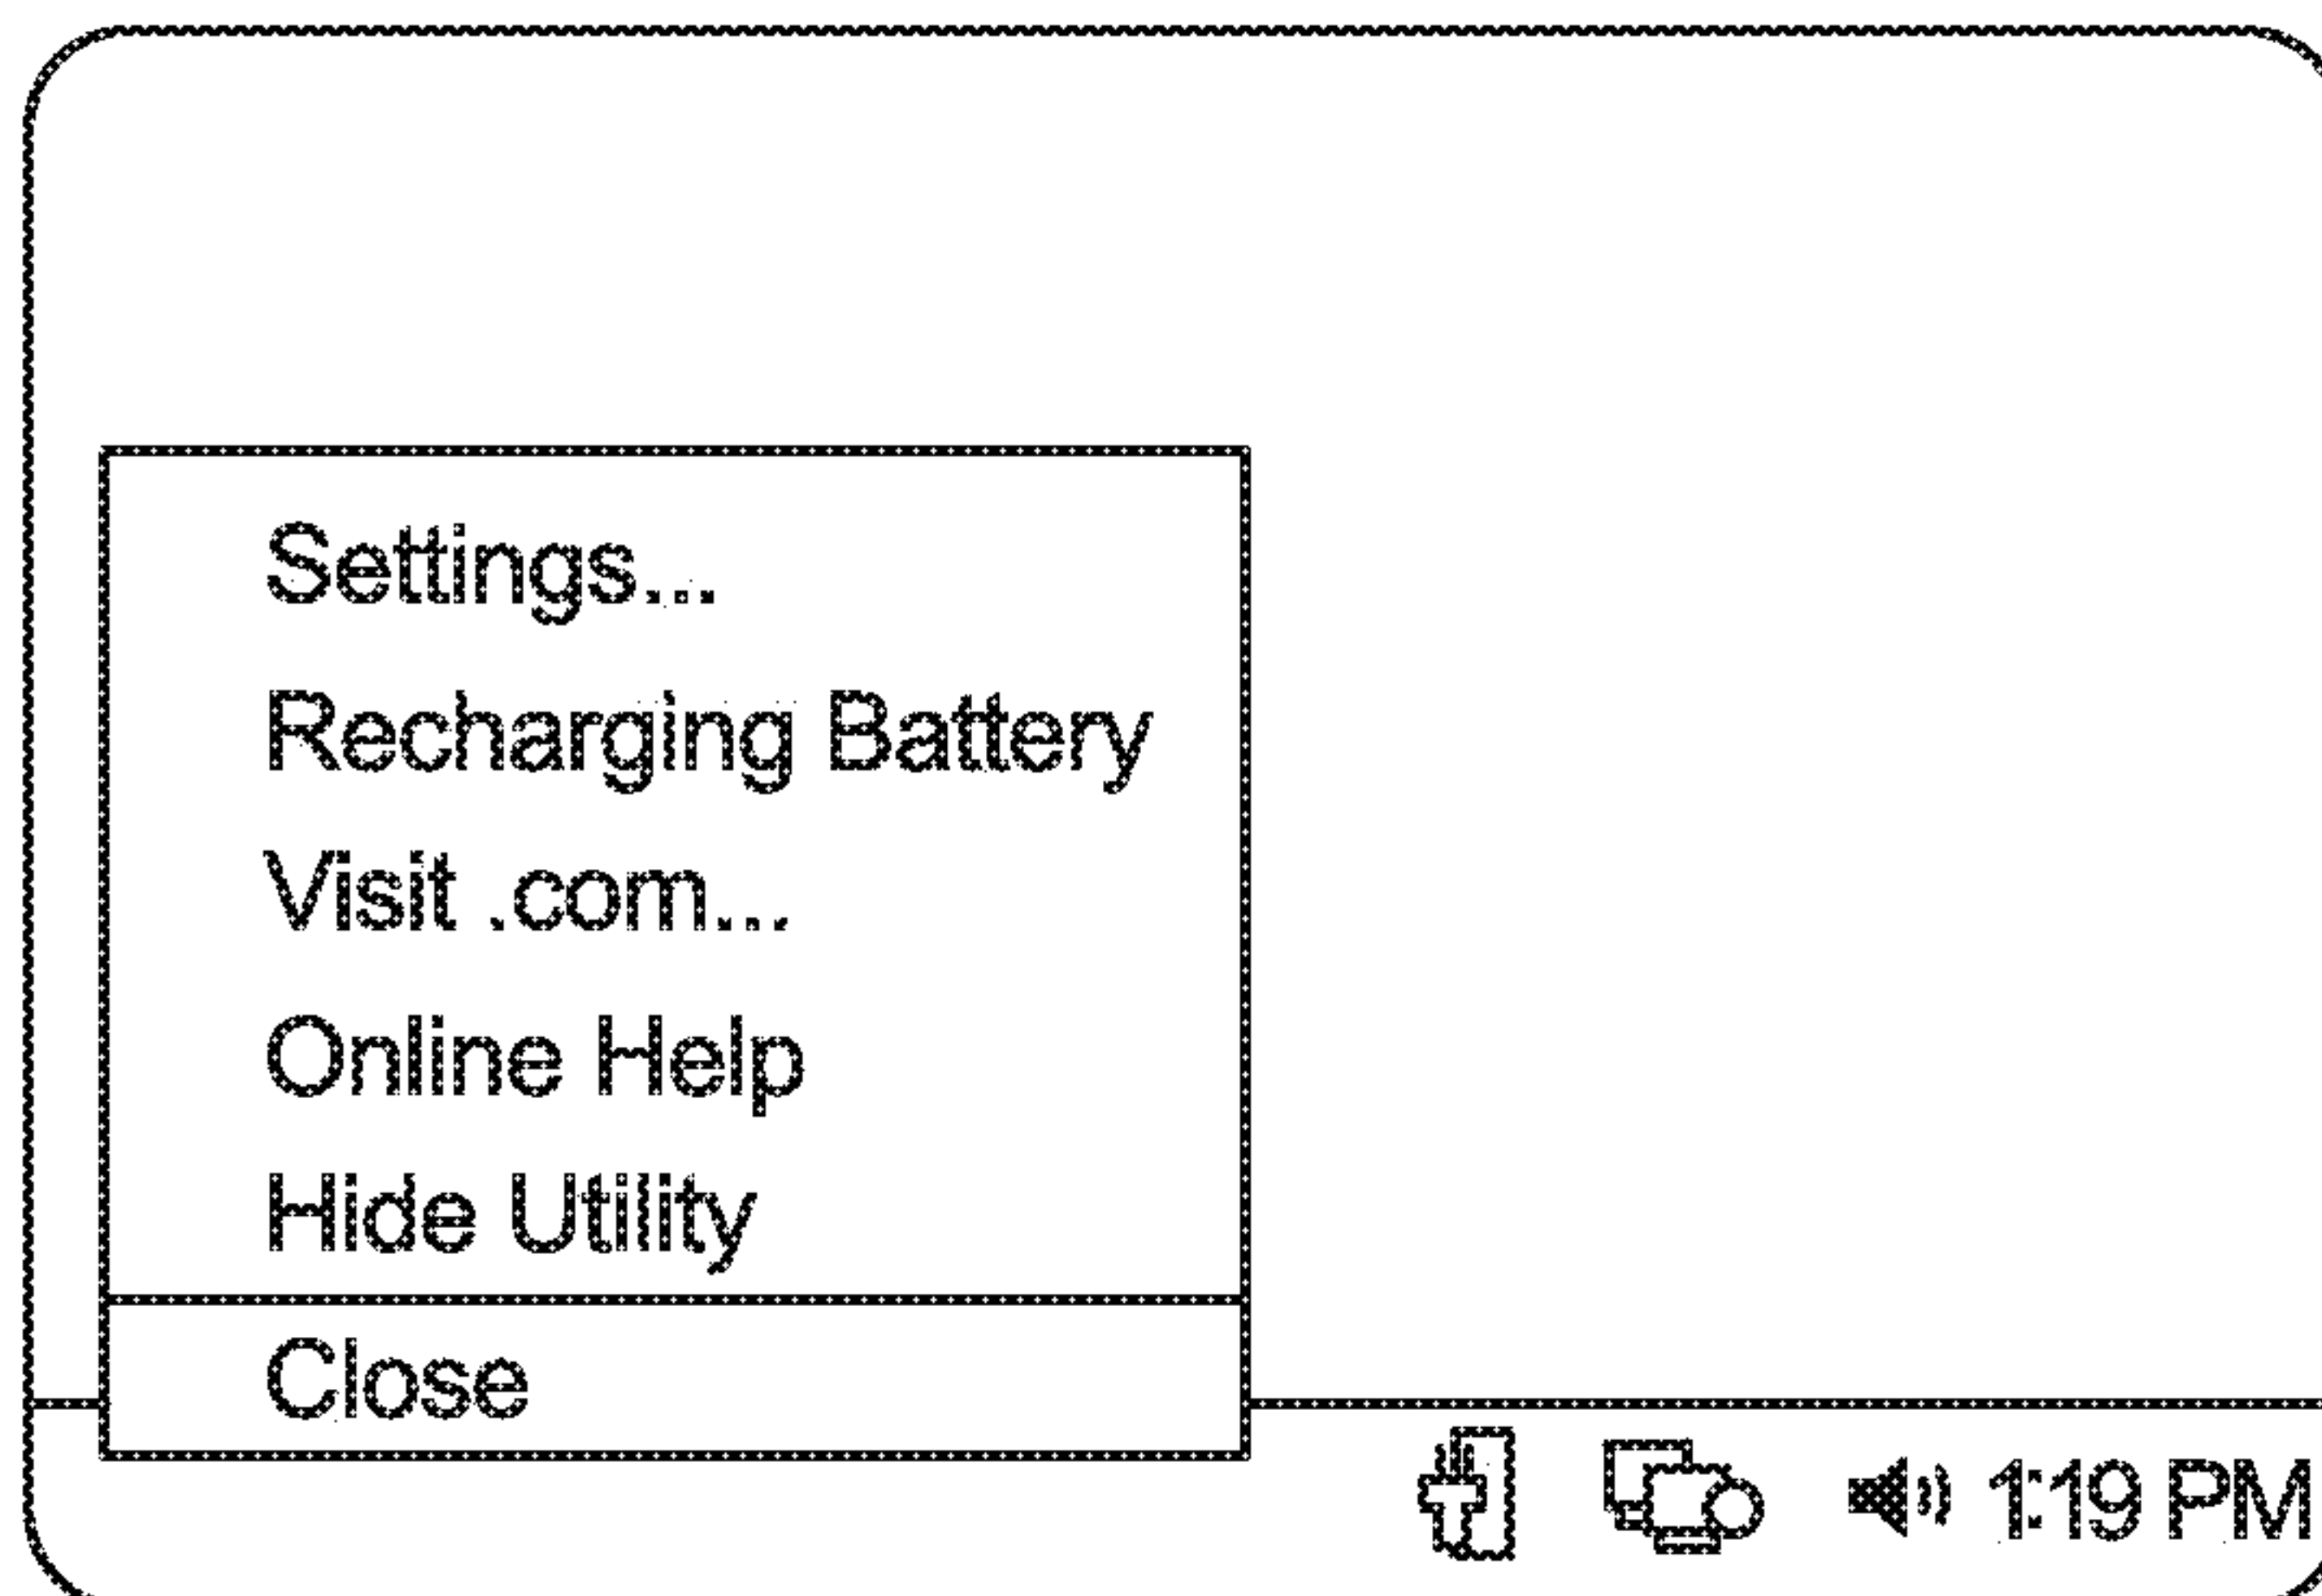 Settings...
Recharging Battery
Visit .com...
Online Help
Hide Utility
Close
1:19 PM